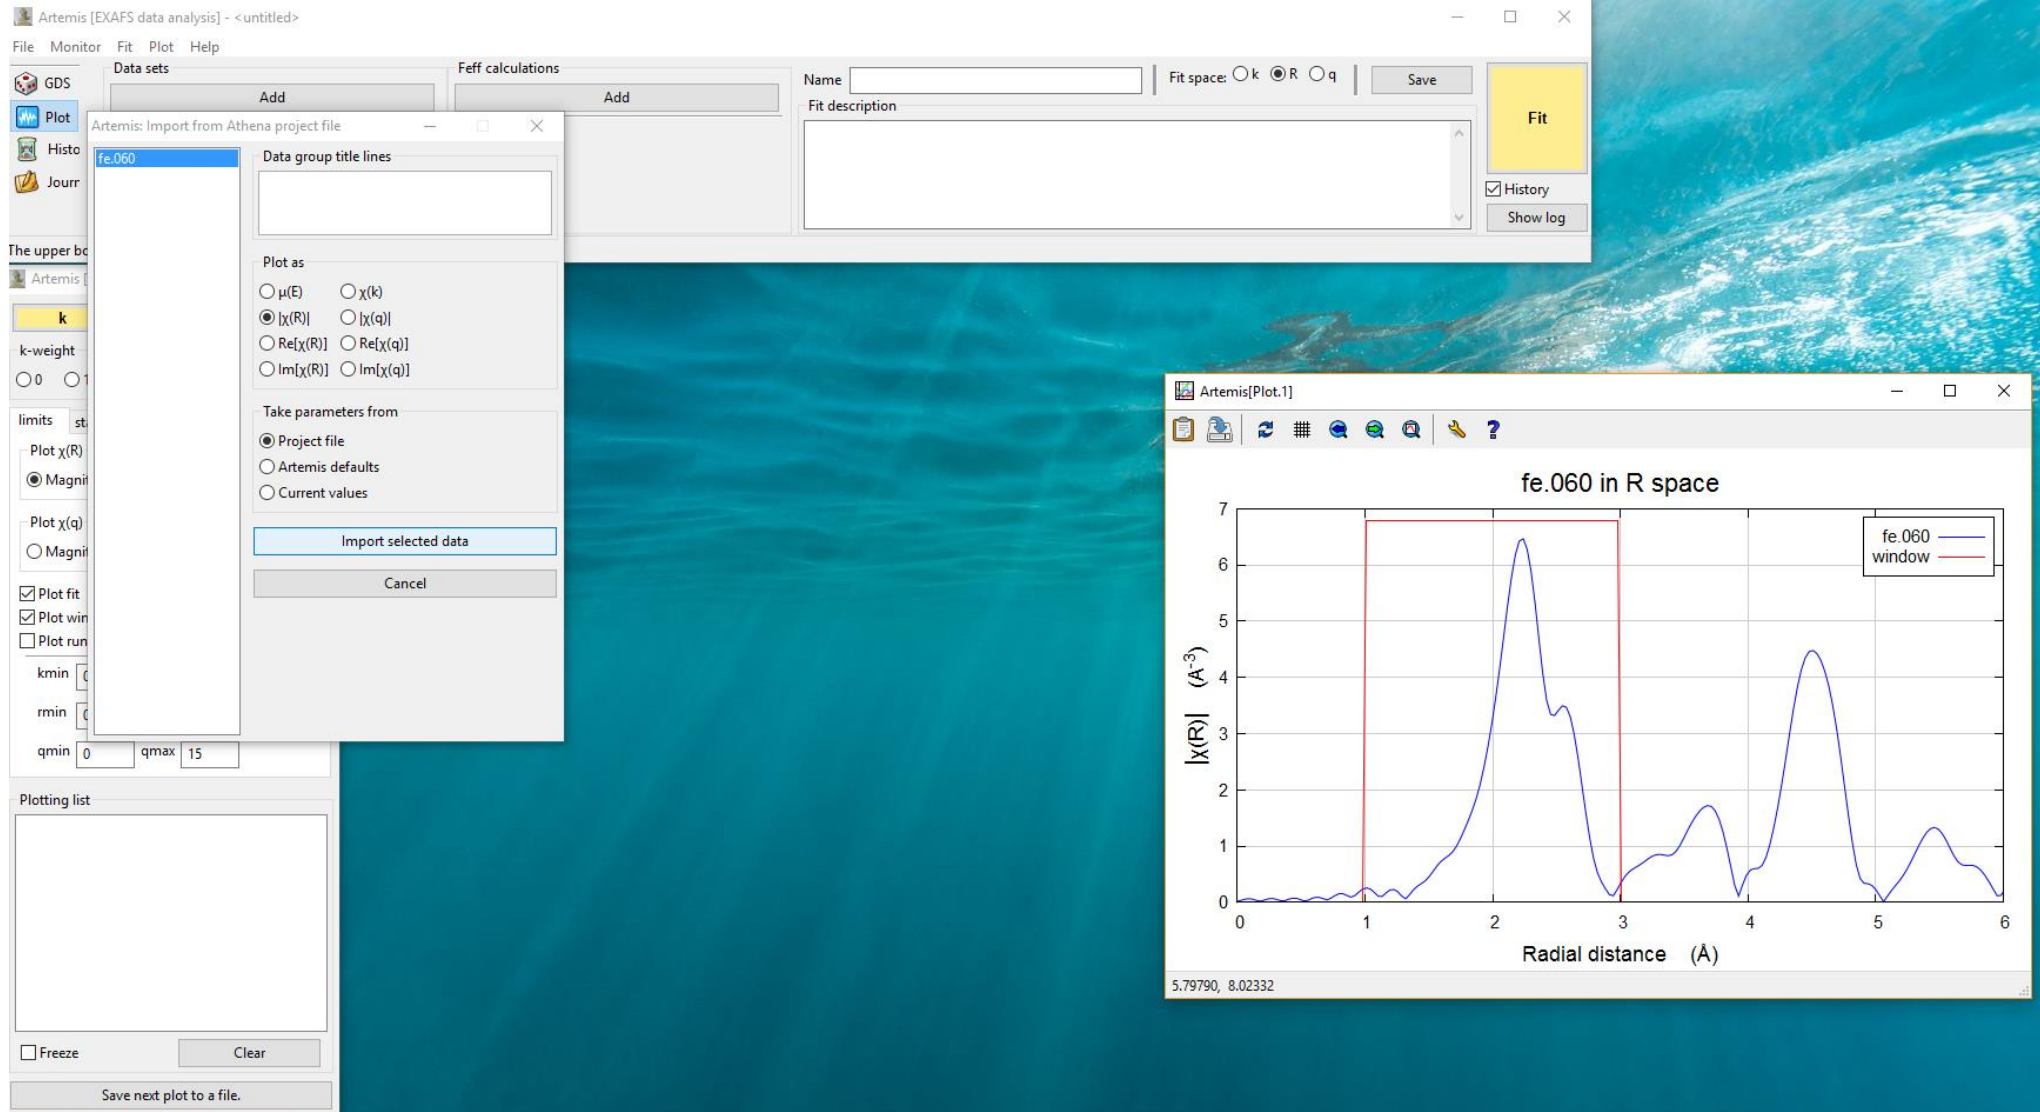 Artemis [EXAFS data analysis] - <untitled>
File Monitor Fit Plot Help
GDS
Plot
Histo
Journ
Data sets
Add
Feff calculations
Add
Name
Fit space: k R q
Save
Fit description
Fit
History
Show log
The upper bo
Artemis: Import from Athena project file
fe.060
Data group title lines
Plot as
μ(E) χ(k)
|χ(R)| |χ(q)|
Re[χ(R)] Re[χ(q)]
Im[χ(R)] Im[χ(q)]
Take parameters from
Project file
Artemis defaults
Current values
Import selected data
Cancel
Artemis [
k
k-weight
0
limits
Plot χ(R)
Magnit
Plot χ(q)
Magnit
Plot fit
Plot win
Plot run
kmin
rmin
qmin 0 qmax 15
Plotting list
Freeze
Clear
Save next plot to a file.
Artemis[Plot.1]
fe.060 in R space
fe.060
window
7
6
5
4
3
2
1
0
|χ(R)| (Å⁻³)
0 1 2 3 4 5 6
Radial distance (Å)
5.79790, 8.02332